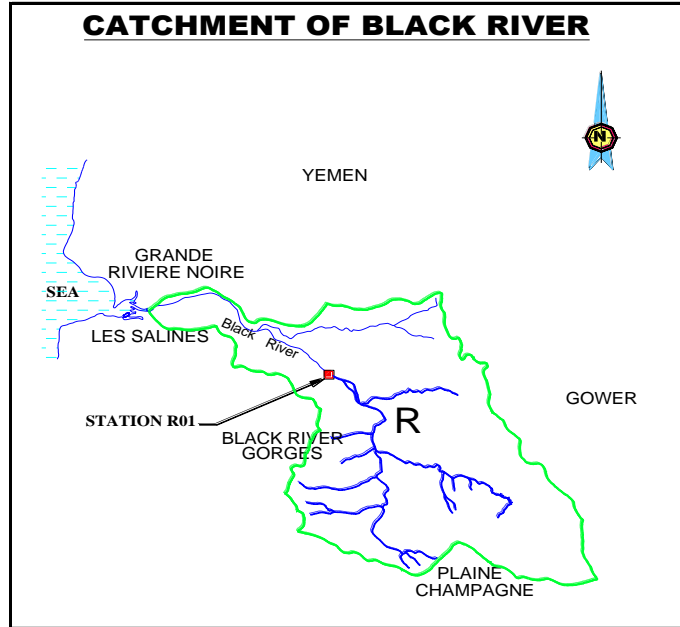 CATCHMENT OF BLACK RIVER
N
YEMEN
GRANDE
RIVIERE NOIRE
SEA
LES SALINES
Black River
GOWER
STATION R01
R
BLACK RIVER
GORGES
PLAINE
CHAMPAGNE